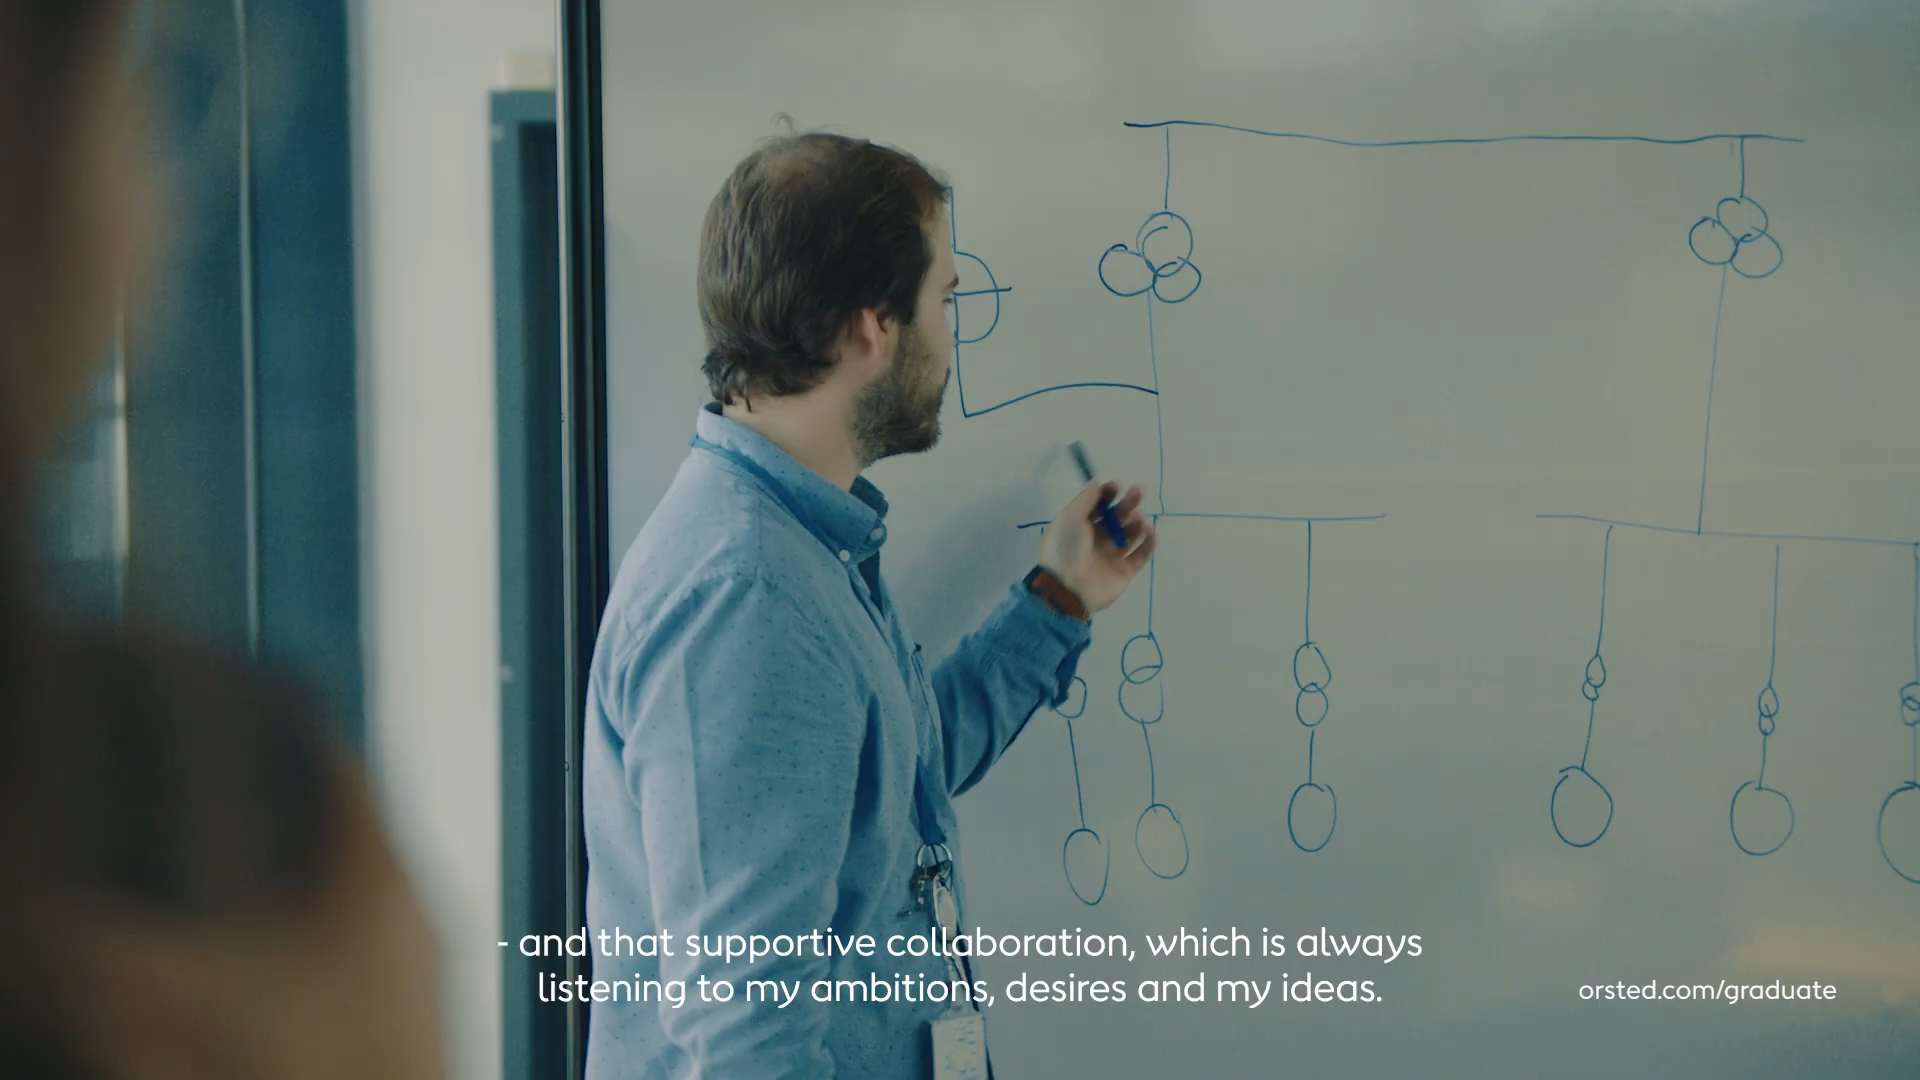 - and that supportive collaboration, which is always
listening to my ambitions, desires and my ideas.
orsted.com/graduate